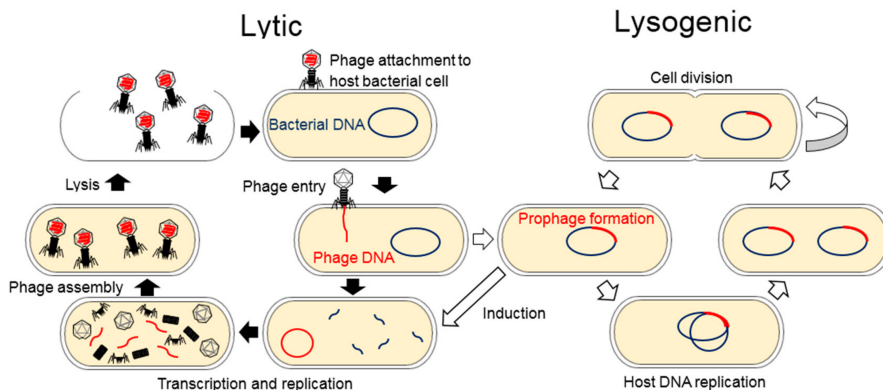 Lytic
Lysogenic
Phage attachment to
host bacterial cell
Cell division
Bacterial DNA
Lysis
Phage entry
Prophage formation
Phage DNA
Phage assembly
Induction
Transcription and replication
Host DNA replication